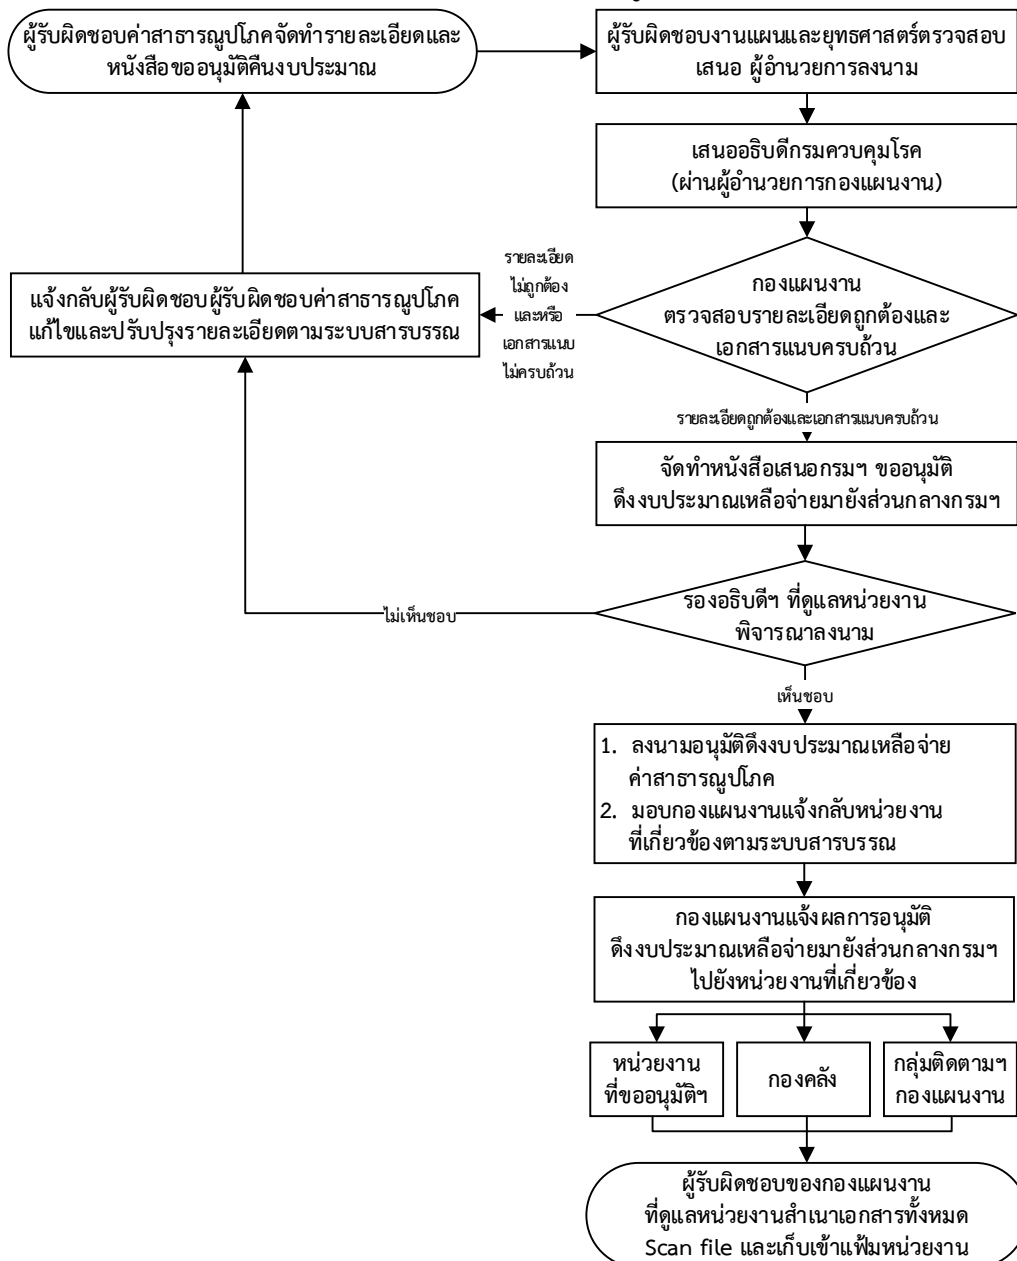 ผู้รับผิดชอบค่าสาธารณูปโภคจัดทำรายละเอียดและ
หนังสือขออนุมัติคืนงบประมาณ
ผู้รับผิดชอบงานแผนและยุทธศาสตร์ตรวจสอบ
เสนอ ผู้อำนวยการลงนาม
เสนออธิบดีกรมควบคุมโรค
(ผ่านผู้อำนวยการกองแผนงาน)
กองแผนงาน
ตรวจสอบรายละเอียดถูกต้องและ
เอกสารแนบครบถ้วน
รายละเอียด
ไม่ถูกต้อง
และหรือ
เอกสารแนบ
ไม่ครบถ้วน
แจ้งกลับผู้รับผิดชอบผู้รับผิดชอบค่าสาธารณูปโภค
แก้ไขและปรับปรุงรายละเอียดตามระบบสารบรรณ
รายละเอียดถูกต้องและเอกสารแนบครบถ้วน
จัดทำหนังสือเสนอกรมฯ ขออนุมัติ
ดึงงบประมาณเหลือจ่ายมายังส่วนกลางกรมฯ
รองอธิบดีฯ ที่ดูแลหน่วยงาน
พิจารณาลงนาม
ไม่เห็นชอบ
เห็นชอบ
1. ลงนามอนุมัติดึงงบประมาณเหลือจ่าย
ค่าสาธารณูปโภค
2. มอบกองแผนงานแจ้งกลับหน่วยงาน
ที่เกี่ยวข้องตามระบบสารบรรณ
กองแผนงานแจ้งผลการอนุมัติ
ดึงงบประมาณเหลือจ่ายมายังส่วนกลางกรมฯ
ไปยังหน่วยงานที่เกี่ยวข้อง
หน่วยงาน
ที่ขออนุมัติฯ
กองคลัง
กลุ่มติดตามฯ
กองแผนงาน
ผู้รับผิดชอบของกองแผนงาน
ที่ดูแลหน่วยงานสำเนาเอกสารทั้งหมด
Scan file และเก็บเข้าแฟ้มหน่วยงาน